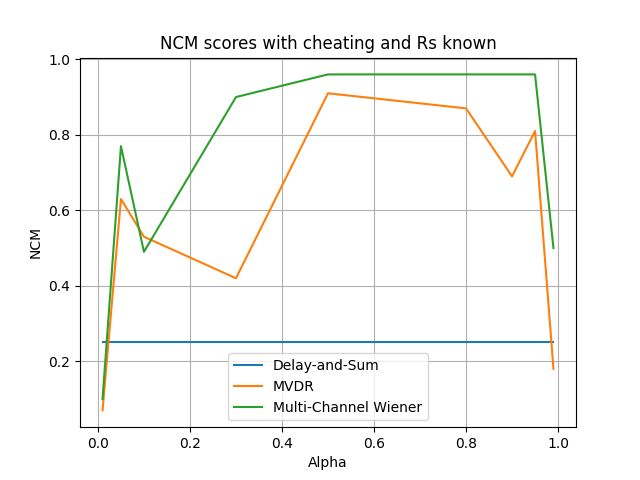 NCM scores with cheating and Rs known
1.0
0.8
0.6
0.4
0.2
NCM
Delay-and-Sum
MVDR
Multi-Channel Wiener
0.0 0.2 0.4 0.6 0.8 1.0
Alpha